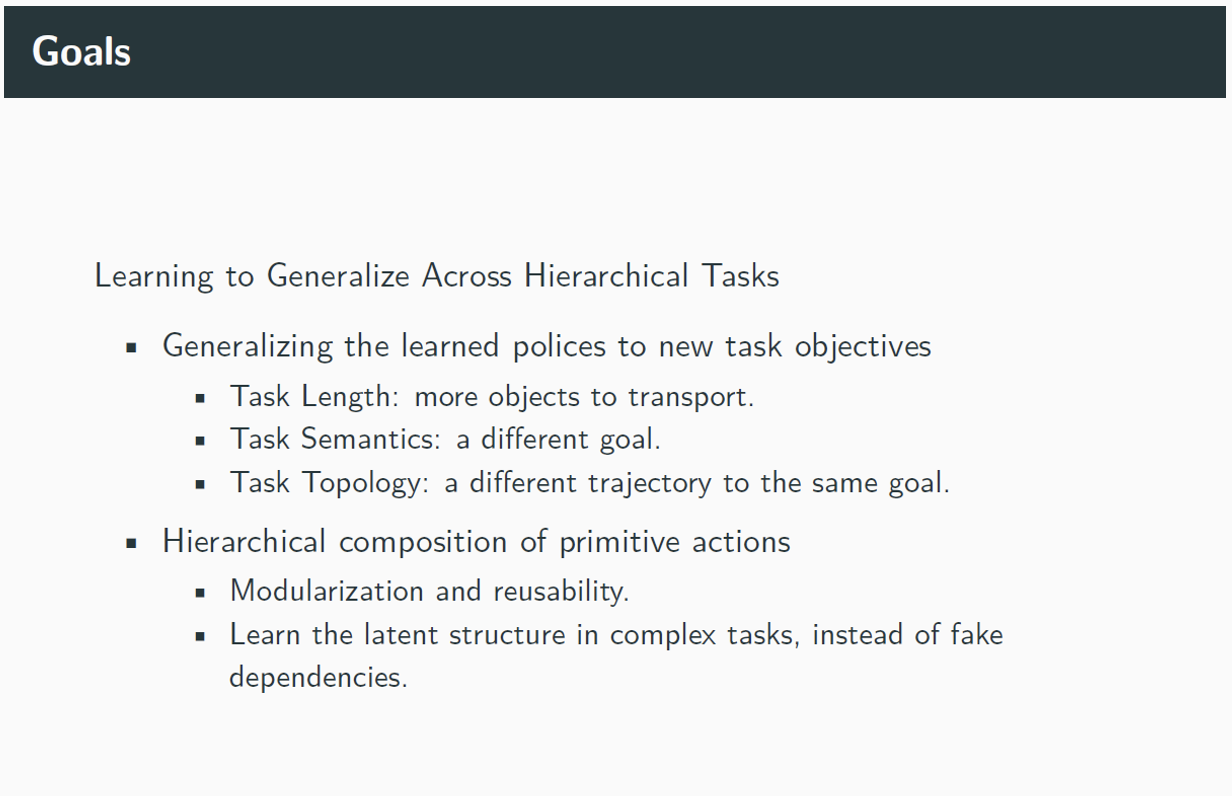 Goals
Learning to Generalize Across Hierarchical Tasks
▪ Generalizing the learned polices to new task objectives
▪ Task Length: more objects to transport.
▪ Task Semantics: a different goal.
▪ Task Topology: a different trajectory to the same goal.
▪ Hierarchical composition of primitive actions
▪ Modularization and reusability.
▪ Learn the latent structure in complex tasks, instead of fake
dependencies.